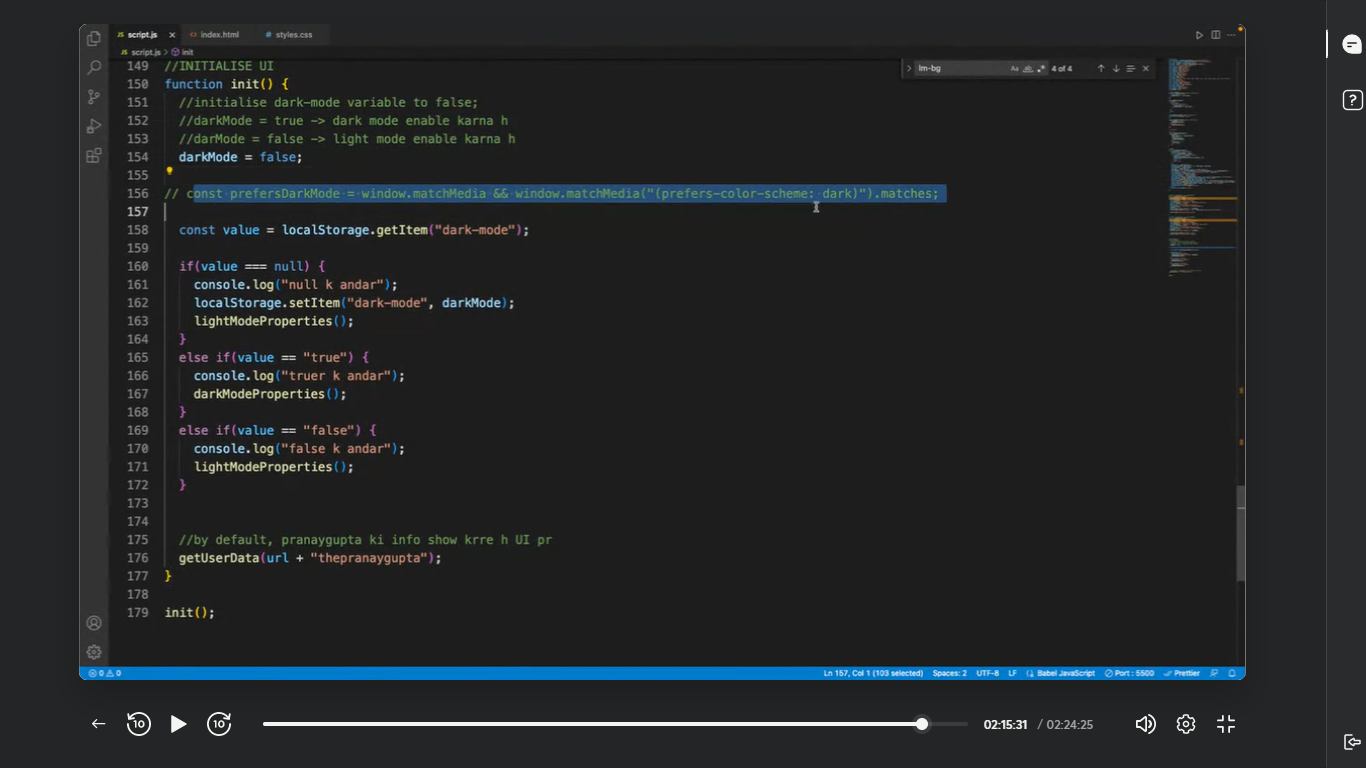 script.js
index.html
styles.css
script.js > init
lm-bg
4 of 4
149 //INITIALISE UI
150 function init() {
151 //initialise dark-mode variable to false;
152 //darkMode = true -> dark mode enable karna h
153 //darMode = false -> light mode enable karna h
154 darkMode = false;
155
156 // const prefersDarkMode = window.matchMedia && window.matchMedia("(prefers-color-scheme: dark)").matches;
157
158 const value = localStorage.getItem("dark-mode");
159
160 if(value === null) {
161 console.log("null k andar");
162 localStorage.setItem("dark-mode", darkMode);
163 lightModeProperties();
164 }
165 else if(value == "true") {
166 console.log("truer k andar");
167 darkModeProperties();
168 }
169 else if(value == "false") {
170 console.log("false k andar");
171 lightModeProperties();
172 }
173
174
175 //by default, pranaygupta ki info show krre h UI pr
176 getUserData(url + "thepranaygupta");
177 }
178
179 init();
0 0 Ln 157, Col 1 (103 selected) Spaces: 2 UTF-8 LF Babel JavaScript Port : 5500 Prettier
10 10 02:15:31 / 02:24:25